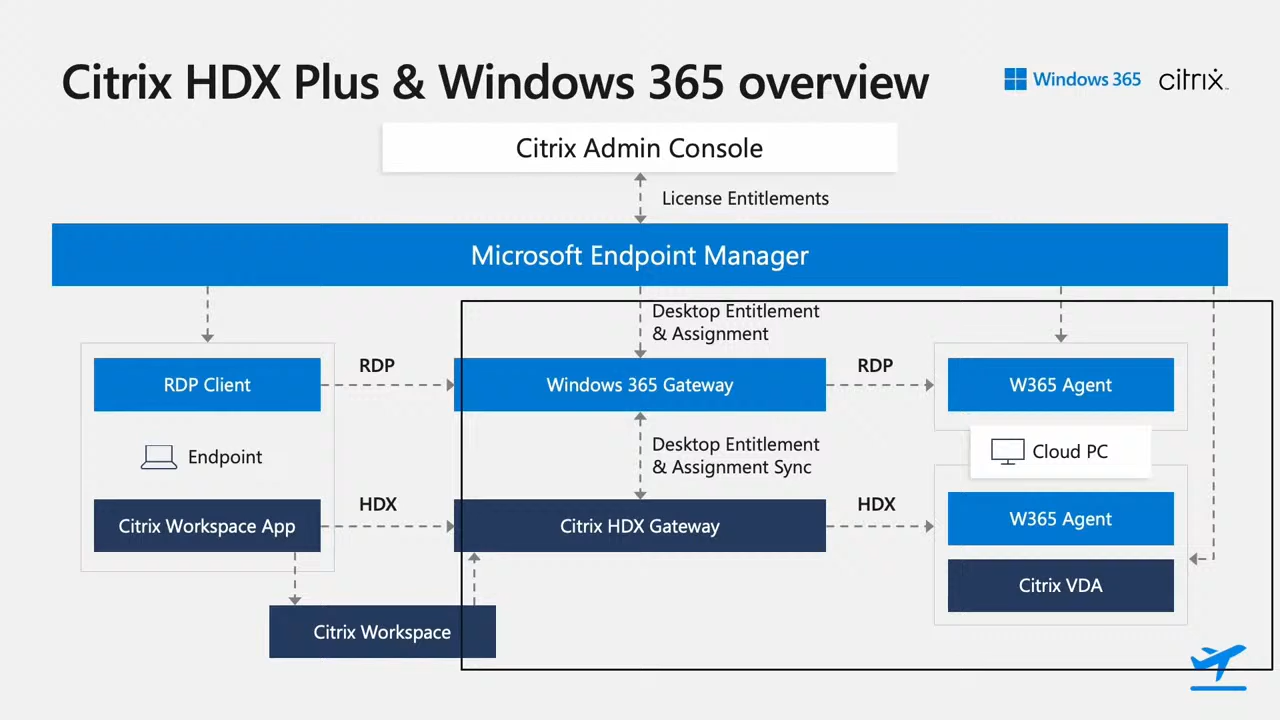 Citrix HDX Plus & Windows 365 overview
Windows 365
citrix™
Citrix Admin Console
License Entitlements
Microsoft Endpoint Manager
Desktop Entitlement
& Assignment
RDP Client
RDP
Windows 365 Gateway
RDP
W365 Agent
Endpoint
Desktop Entitlement
& Assignment Sync
Cloud PC
Citrix Workspace App
HDX
Citrix HDX Gateway
HDX
W365 Agent
Citrix VDA
Citrix Workspace